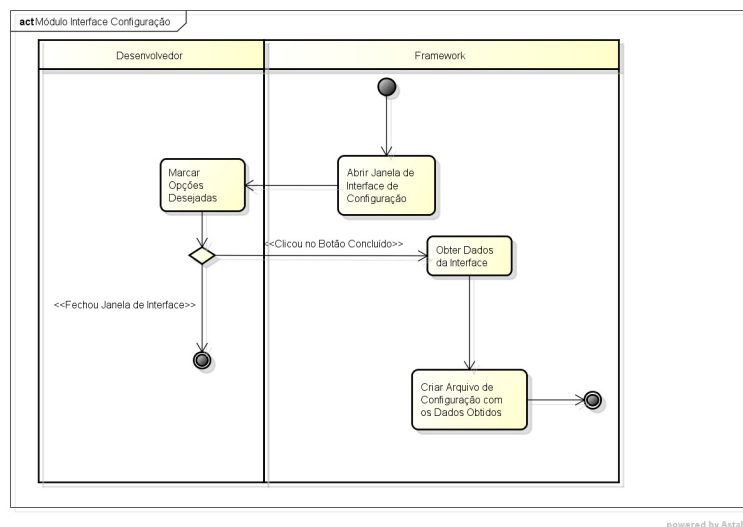 act Módulo Interface Configuração
Desenvolvedor
Framework
Marcar
Opções
Desejadas
Abrir Janela de
Interface de
Configuração
<<Clicou no Botão Concluído>>
Obter Dados
da Interface
<<Fechou Janela de Interface>>
Criar Arquivo de
Configuração com
os Dados Obtidos
powered by Astah